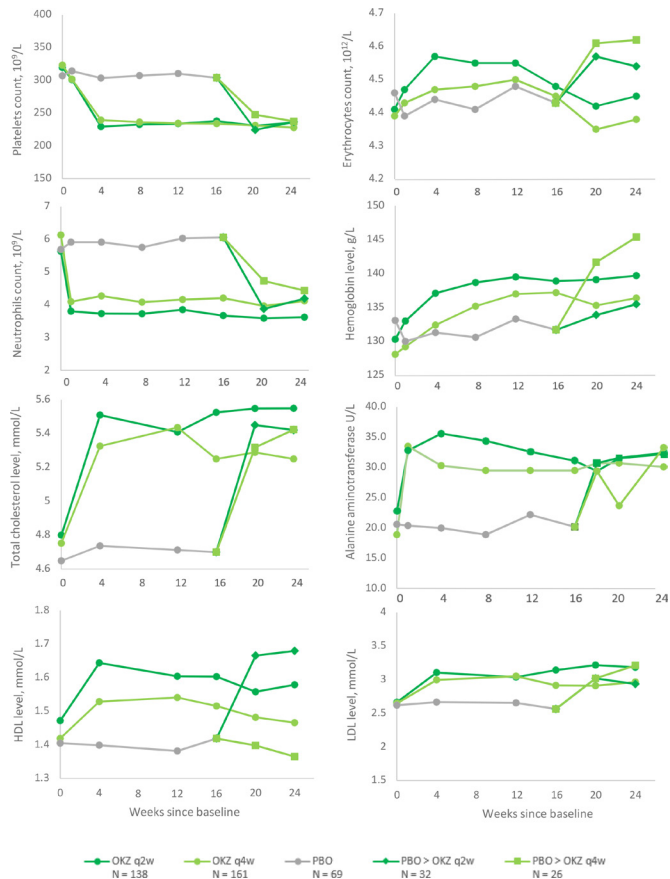 Platelets count, 10⁹/L
400
350
300
250
200
150
0 4 8 12 16 20 24
Erythrocytes count, 10¹²/L
4.7
4.6
4.5
4.4
4.3
4.2
0 4 8 12 16 20 24
Neutrophils count, 10⁹/L
7
6
5
4
3
2
0 4 8 12 16 20 24
Hemoglobin level, g/L
150
145
140
135
130
125
0 4 8 12 16 20 24
Total cholesterol level, mmol/L
5.6
5.4
5.2
5
4.8
4.6
0 4 8 12 16 20 24
Alanine aminotransferase U/L
40.0
35.0
30.0
25.0
20.0
15.0
10.0
0 4 8 12 16 20 24
HDL level, mmol/L
1.8
1.7
1.6
1.5
1.4
1.3
0 4 8 12 16 20 24
Weeks since baseline
LDL level, mmol/L
4
3.5
3
2.5
2
1.5
0 4 8 12 16 20 24
Weeks since baseline
OKZ q2w OKZ q4w PBO PBO > OKZ q2w PBO > OKZ q4w
N = 138 N = 161 N = 69 N = 32 N = 26